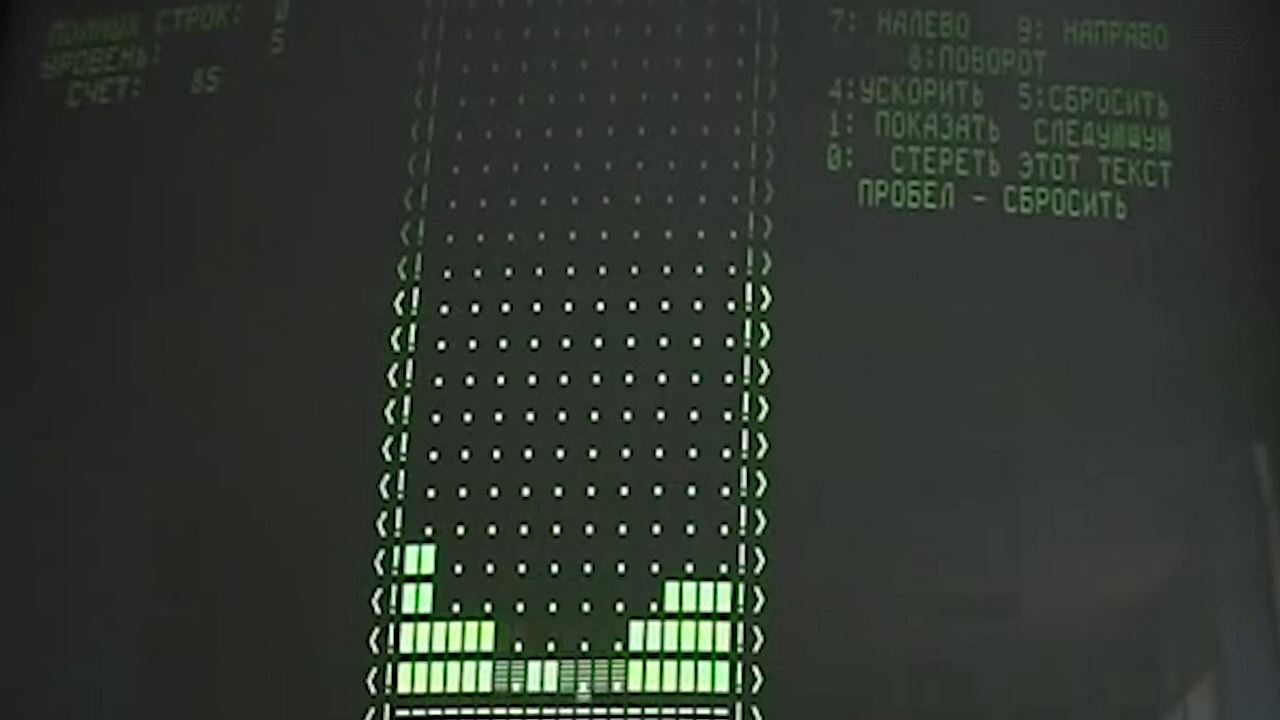 ПОЛНЫХ СТРОК: 0
УРОВЕНЬ: 5
СЧЕТ: 85
7: НАЛЕВО 9: НАПРАВО
8:ПОВОРОТ
4:УСКОРИТЬ 5:СБРОСИТЬ
1: ПОКАЗАТЬ СЛЕДУЮЩУЮ
0: СТЕРЕТЬ ЭТОТ ТЕКСТ
ПРОБЕЛ - СБРОСИТЬ